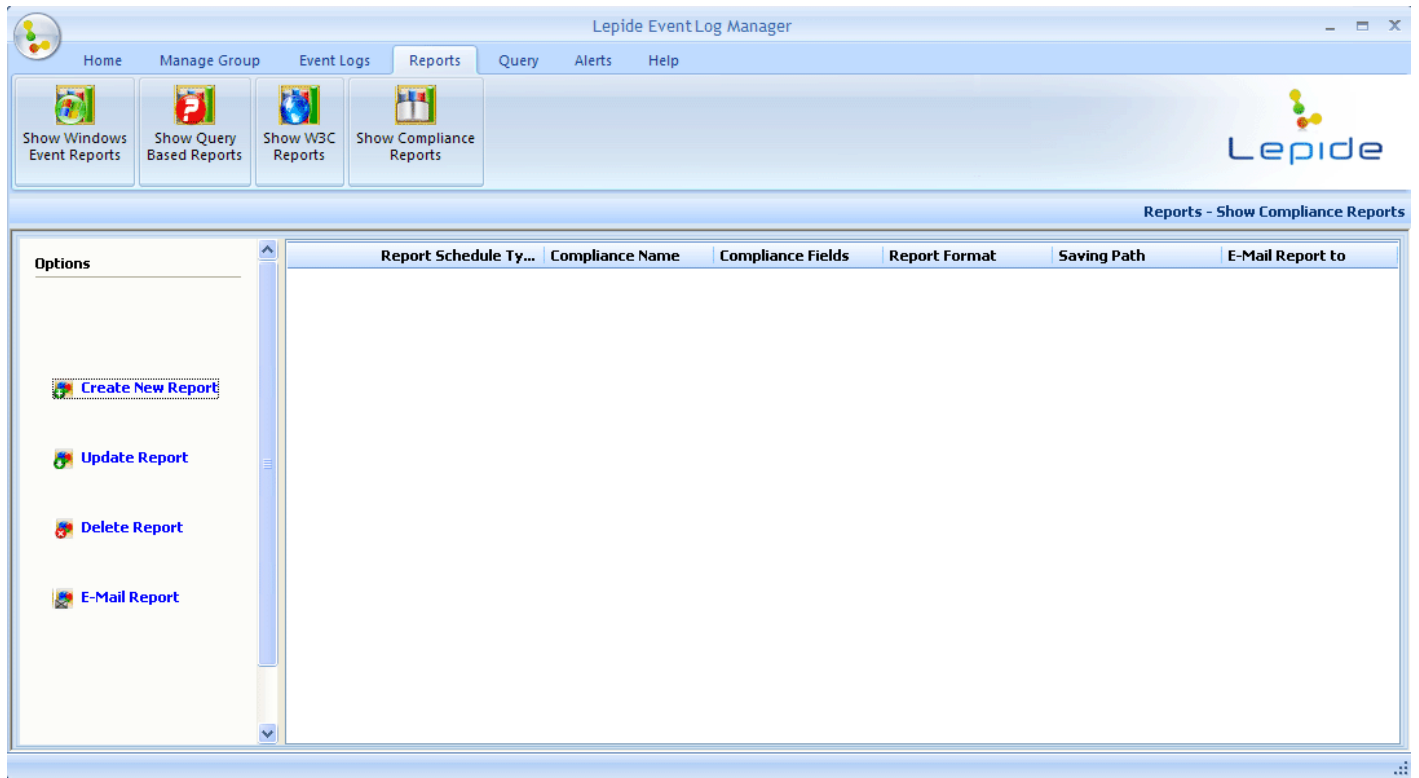 Lepide Event Log Manager
Home Manage Group Event Logs Reports Query Alerts Help
Show Windows Event Reports
Show Query Based Reports
Show W3C Reports
Show Compliance Reports
Lepide
Reports - Show Compliance Reports
Options
Report Schedule Ty... Compliance Name Compliance Fields Report Format Saving Path E-Mail Report to
Create New Report
Update Report
Delete Report
E-Mail Report